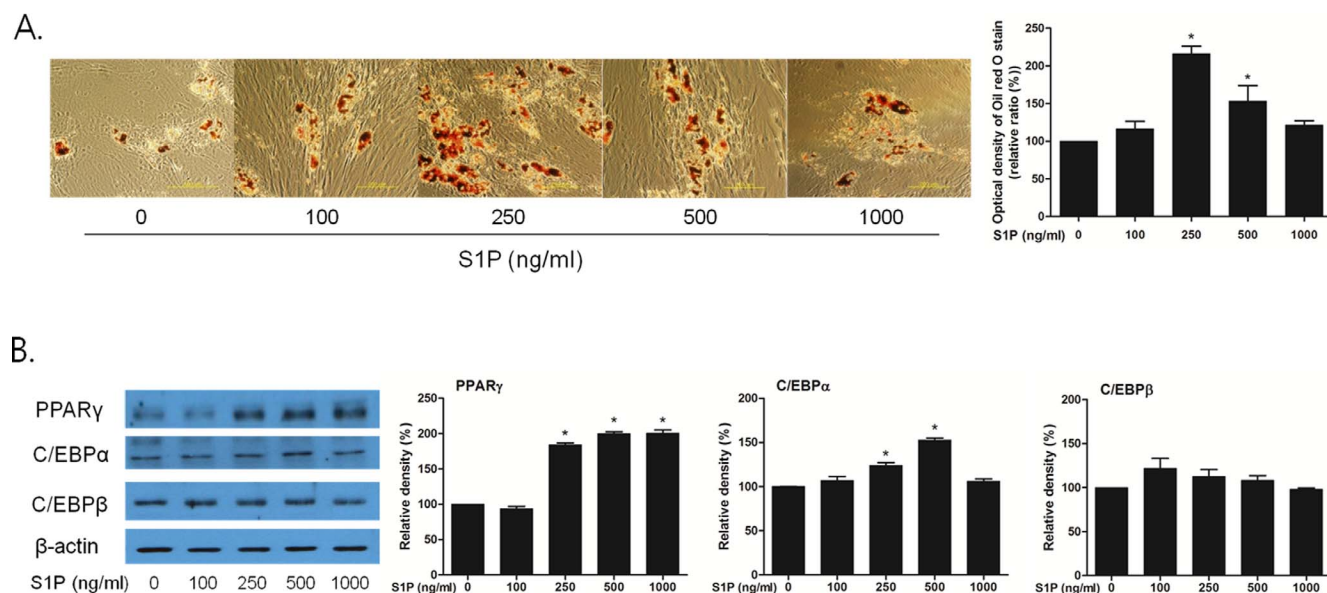 A.
0 100 250 500 1000
S1P (ng/ml)
Optical density of Oil red O stain
(relative ratio (%))
250
200
150
100
50
0
* *
S1P (ng/ml) 0 100 250 500 1000
B.
PPARγ
C/EBPα
C/EBPβ
β-actin
S1P (ng/ml) 0 100 250 500 1000
PPARγ
Relative density (%)
250
200
150
100
50
0
* * *
S1P (ng/ml) 0 100 250 500 1000
C/EBPα
Relative density (%)
200
150
100
50
0
* *
S1P (ng/ml) 0 100 250 500 1000
C/EBPβ
Relative density (%)
200
150
100
50
0
S1P (ng/ml) 0 100 250 500 1000